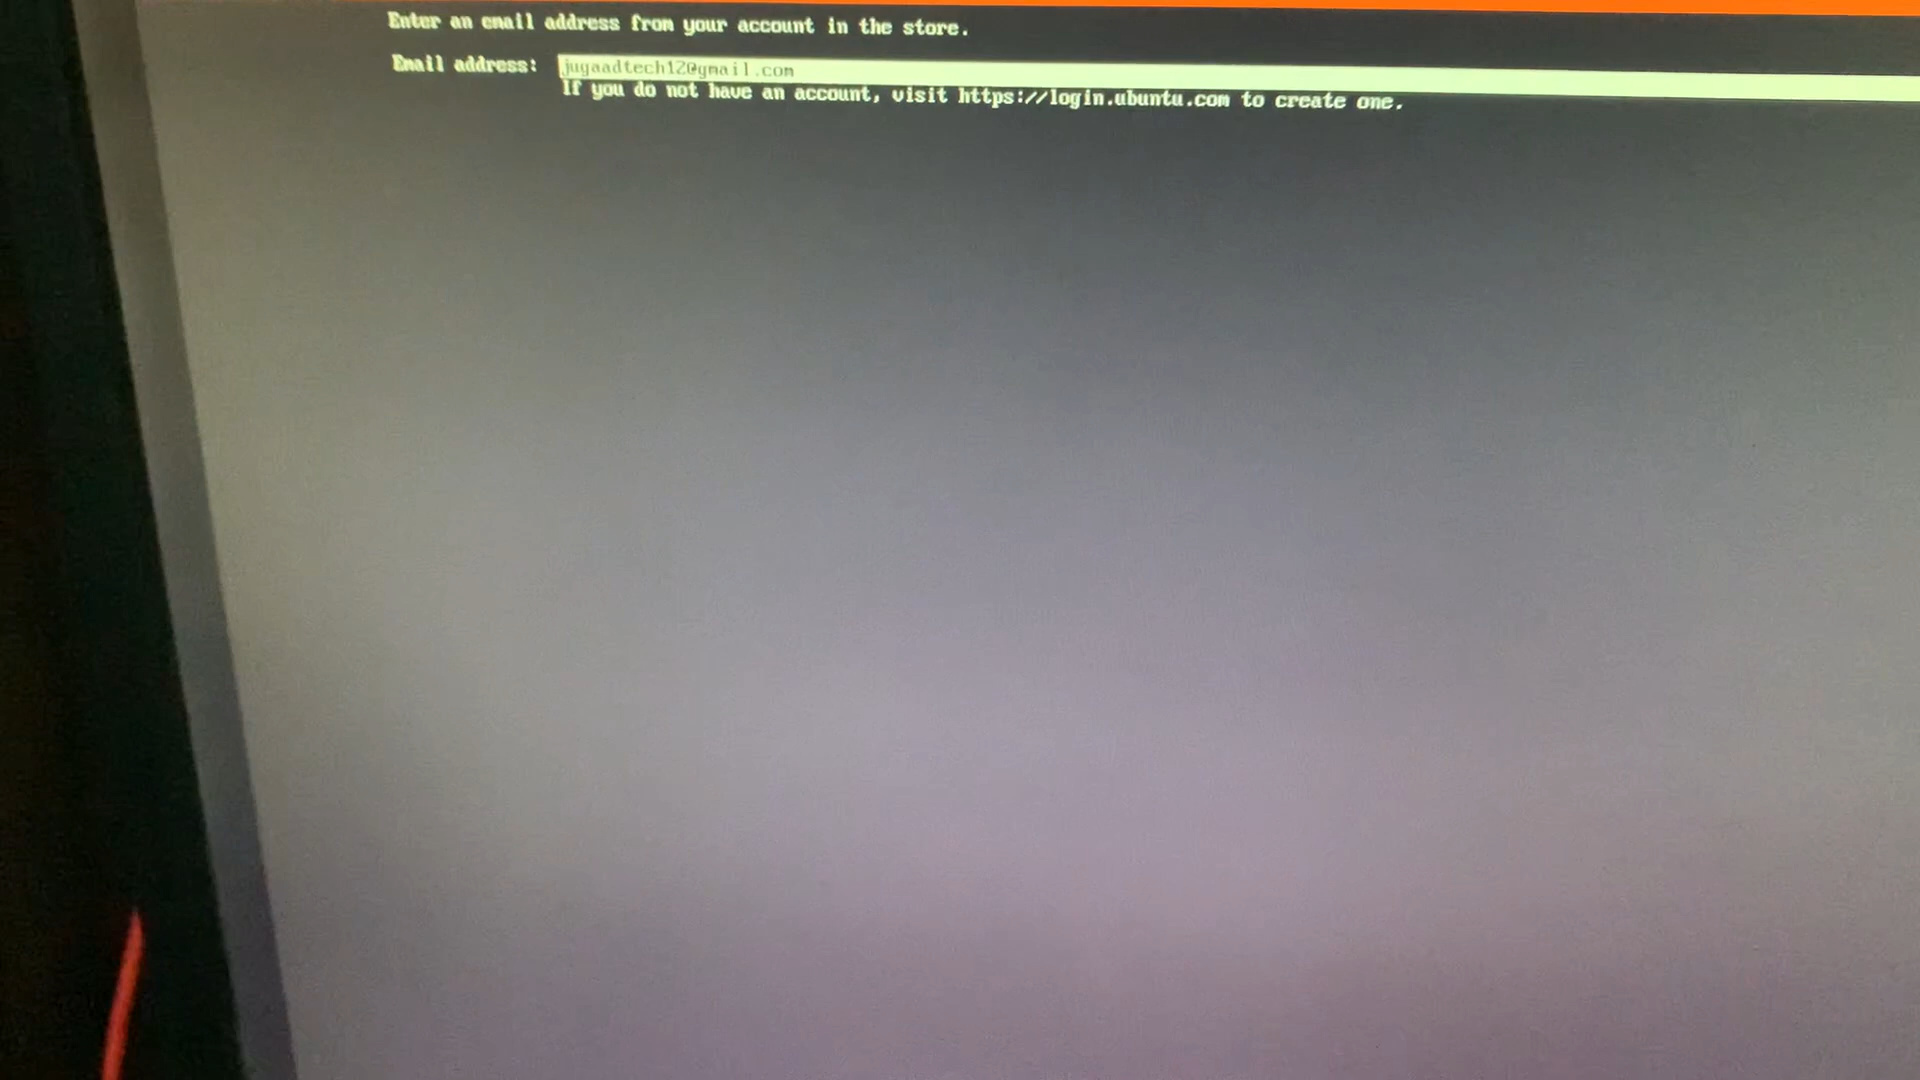 Enter an email address from your account in the store.
Email address: jugaadtech12@gmail.com
If you do not have an account, visit https://login.ubuntu.com to create one.